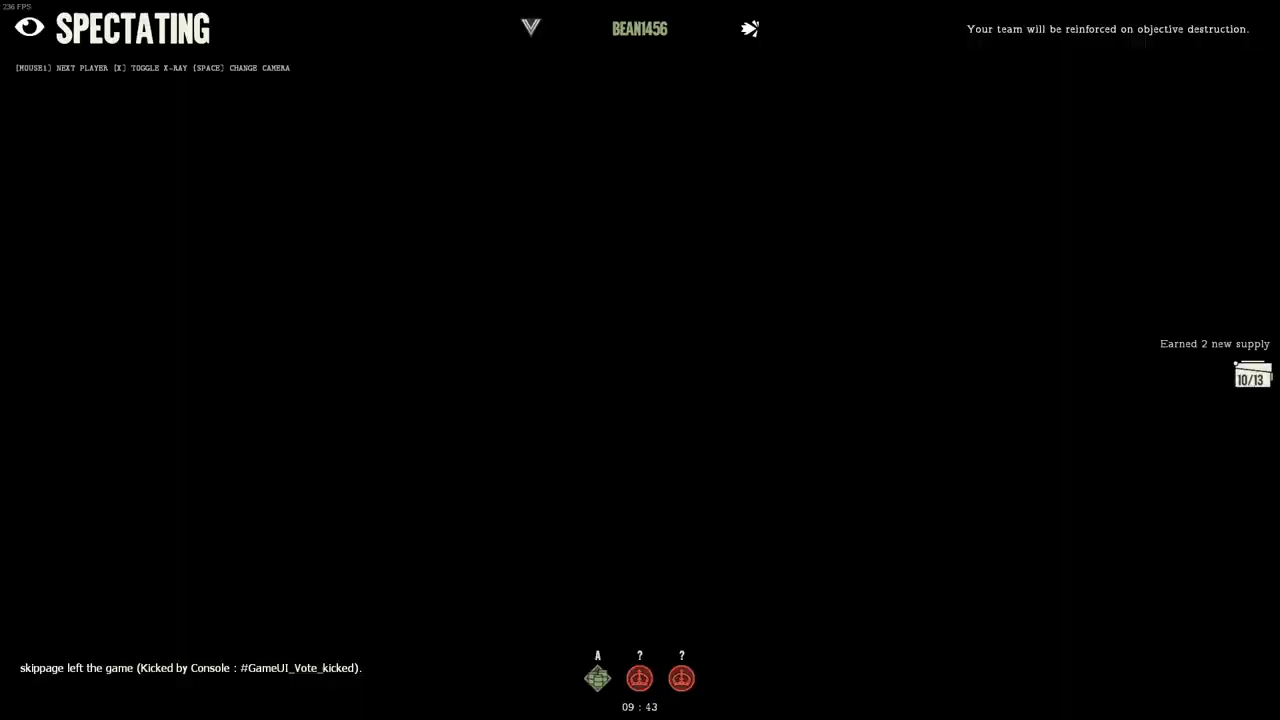 236 FPS
SPECTATING
BEAN1456
Your team will be reinforced on objective destruction.
[MOUSE1] NEXT PLAYER [X] TOGGLE X-RAY [SPACE] CHANGE CAMERA
Earned 2 new supply
10/13
skippage left the game (Kicked by Console : #GameUI_Vote_kicked).
A ? ?
09 : 43